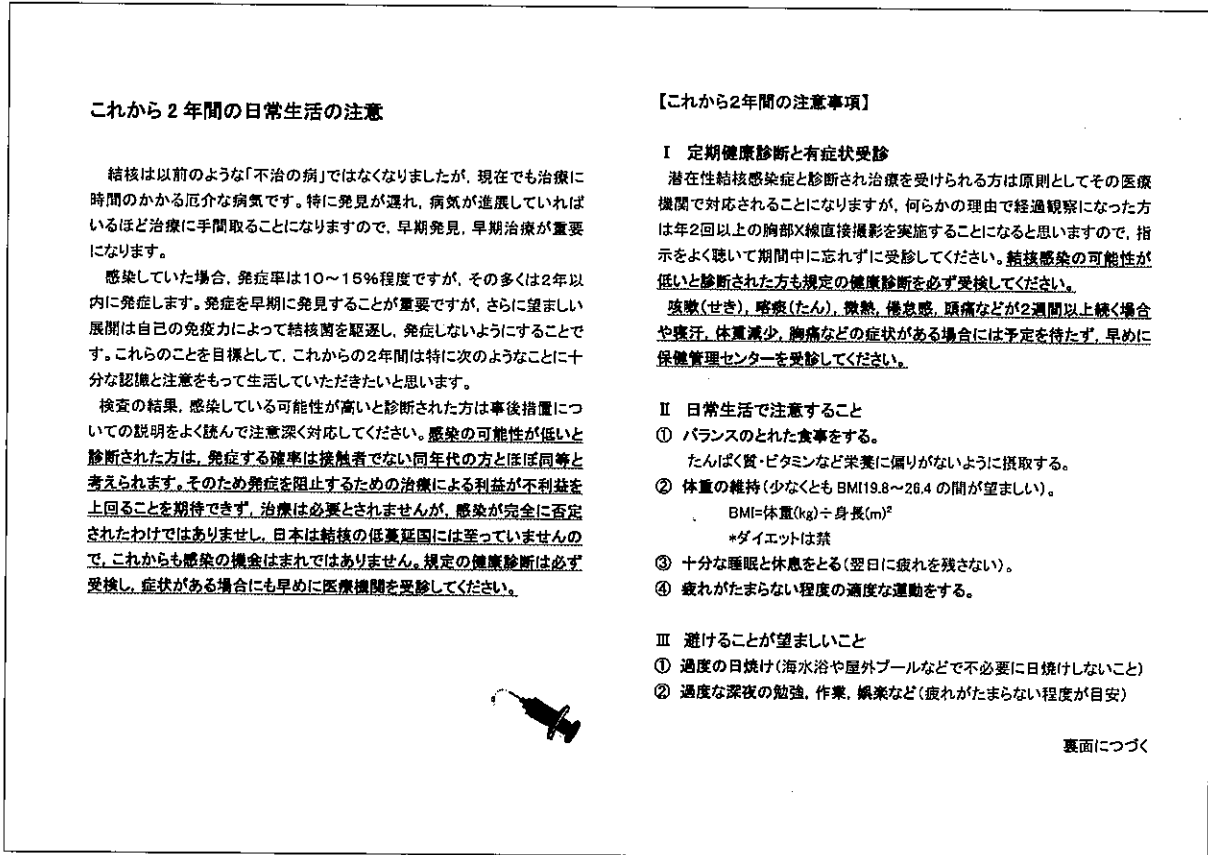 これから2年間の日常生活の注意
結核は以前のような「不治の病」ではなくなりましたが，現在でも治療に
時間のかかる厄介な病気です。特に発見が遅れ，病気が進展していれば
いるほど治療に手間取ることになりますので，早期発見，早期治療が重要
になります。
感染していた場合，発症率は10～15%程度ですが，その多くは2年以
内に発症します。発症を早期に発見することが重要ですが，さらに望ましい
展開は自己の免疫力によって結核菌を駆逐し，発症しないようにすることで
す。これらのことを目標として，これからの2年間は特に次のようなことに十
分な認識と注意をもって生活していただきたいと思います。
検査の結果，感染している可能性が高いと診断された方は事後措置につ
いての説明をよく読んで注意深く対応してください。感染の可能性が低いと
診断された方は，発症する確率は接触者でない同年代の方とほぼ同等と
考えられます。そのため発症を阻止するための治療による利益が不利益を
上回ることを期待できず，治療は必要とされませんが，感染が完全に否定
されたわけではありませし，日本は結核の低蔓延国には至っていませんの
で，これからも感染の機会はまれではありません。規定の健康診断は必ず
受検し，症状がある場合にも早めに医療機関を受診してください。
【これから2年間の注意事項】
Ⅰ 定期健康診断と有症状受診
潜在性結核感染症と診断され治療を受けられる方は原則としてその医療
機関で対応されることになりますが，何らかの理由で経過観察になった方
は年2回以上の胸部X線直接撮影を実施することになると思いますので，指
示をよく聴いて期間中に忘れずに受診してください。結核感染の可能性が
低いと診断された方も規定の健康診断を必ず受検してください。
咳嗽(せき)，喀痰(たん)，微熱，倦怠感，頭痛などが2週間以上続く場合
や寝汗，体重減少，胸痛などの症状がある場合には予定を待たず，早めに
保健管理センターを受診してください。
Ⅱ 日常生活で注意すること
① バランスのとれた食事をする。
たんぱく質・ビタミンなど栄養に偏りがないように摂取する。
② 体重の維持(少なくとも BMI19.8～26.4 の間が望ましい)。
BMI=体重(kg)÷身長(m)²
*ダイエットは禁
③ 十分な睡眠と休息をとる(翌日に疲れを残さない)。
④ 疲れがたまらない程度の適度な運動をする。
Ⅲ 避けることが望ましいこと
① 過度の日焼け(海水浴や屋外プールなどで不必要に日焼けしないこと)
② 過度な深夜の勉強，作業，娯楽など(疲れがたまらない程度が目安)
裏面につづく